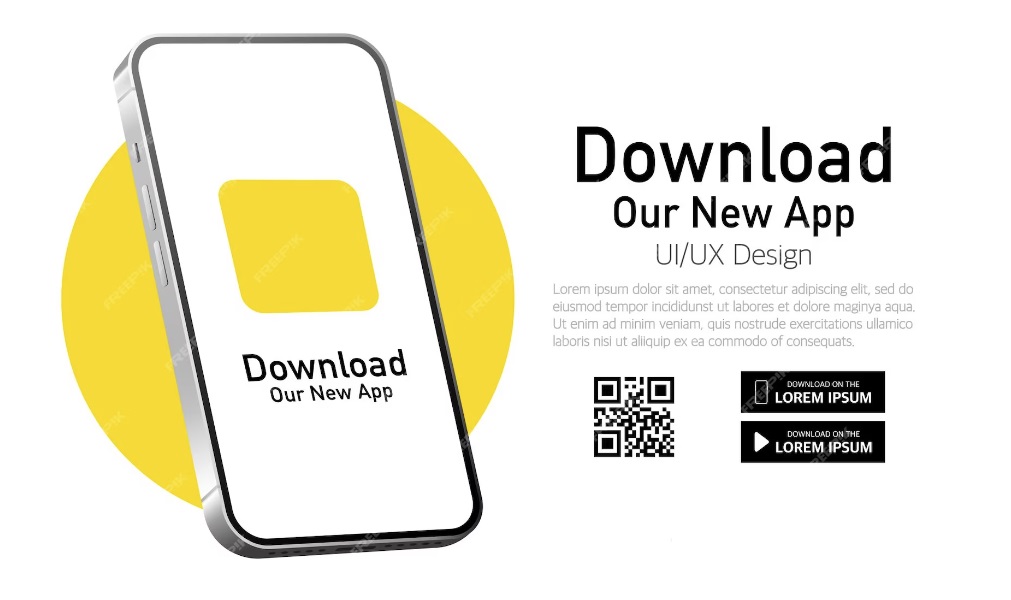 Download
Our New App
Download
Our New App
UI/UX Design
Lorem ipsum dolor sit amet, consectetur adipiscing elit, sed do
eiusmod tempor incididunst ut labores et dolore maginya aqua.
Ut enim ad minim veniam, quis nostrude exercitations ullamico
laboris nisi ut aliiquip ex ea commodo of consequats.
DOWNLOAD ON THE
LOREM IPSUM
DOWNLOAD ON THE
LOREM IPSUM
FREEPIK